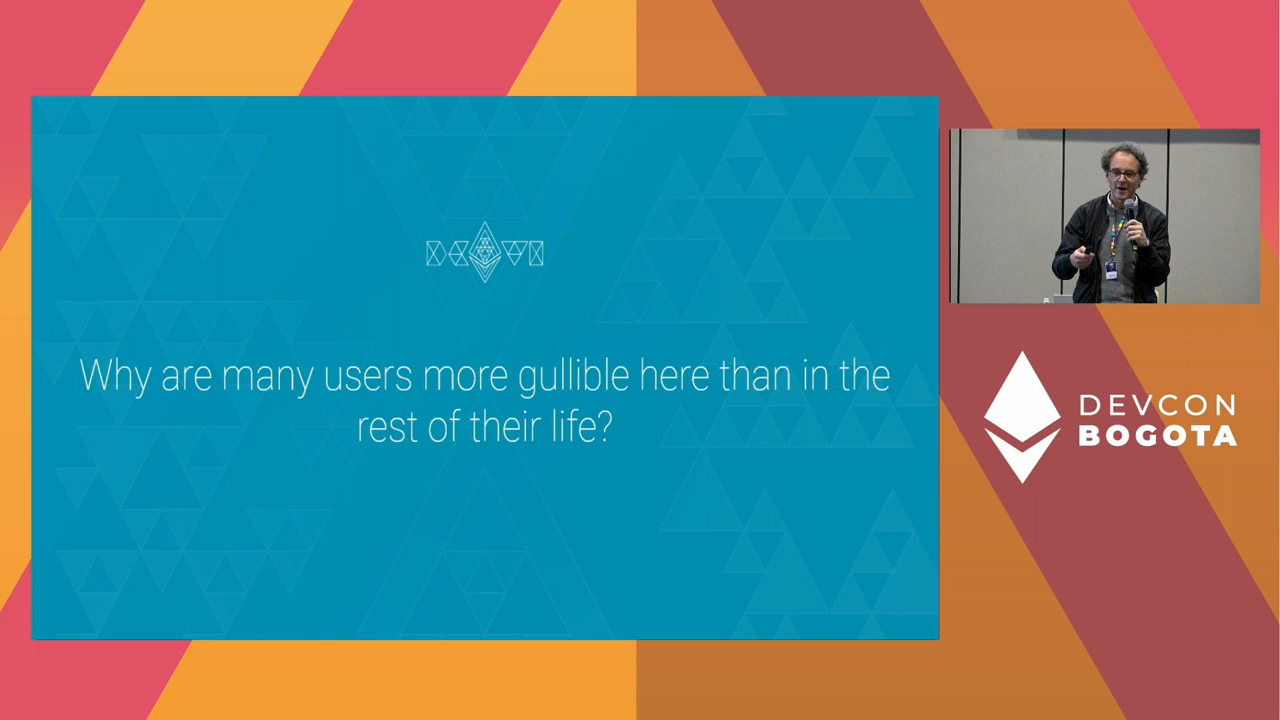 Why are many users more gullible here than in the
rest of their life?
DEVCON
BOGOTA